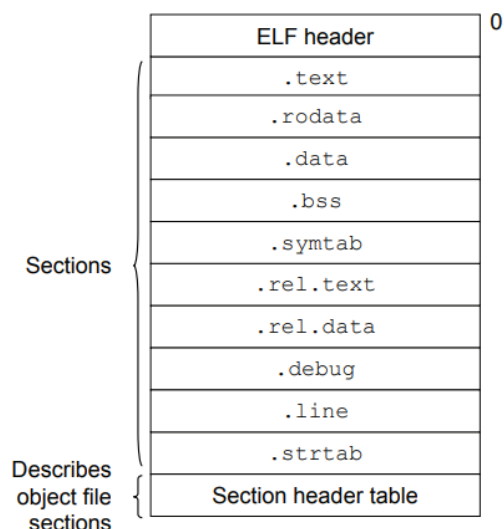 0
ELF header
.text
.rodata
.data
.bss
.symtab
Sections
.rel.text
.rel.data
.debug
.line
.strtab
Describes
object file
sections
Section header table